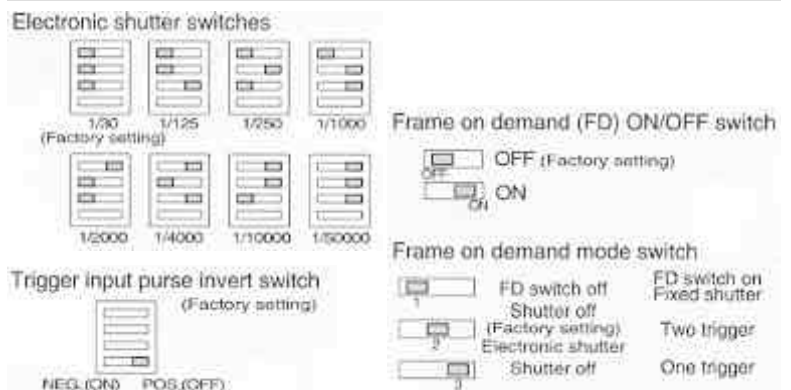 Electronic shutter switches
1/30
1/125
1/250
1/1000
(Factory setting)
1/2000
1/4000
1/10000
1/50000
Trigger input purse invert switch
(Factory setting)
NEG.(ON) POS.(OFF)
Frame on demand (FD) ON/OFF switch
OFF (Factory setting)
OFF
ON
ON
Frame on demand mode switch
1
FD switch off
FD switch on
Fixed shutter
Shutter off
(Factory setting)
2
Two trigger
Electronic shutter
3
Shutter off
One trigger